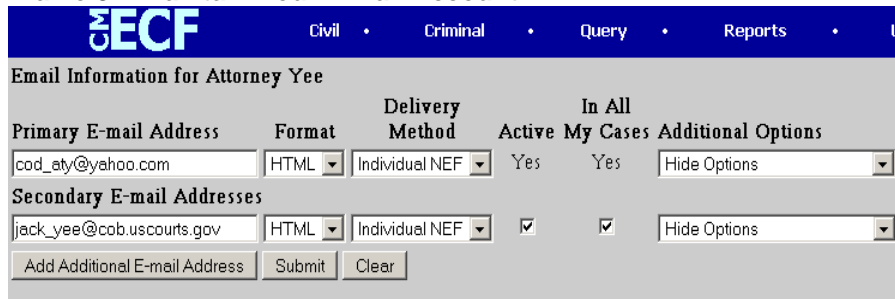 CM ECF Civil • Criminal • Query • Reports •
Email Information for Attorney Yee
Delivery In All
Primary E-mail Address Format Method Active My Cases Additional Options
cod_aty@yahoo.com HTML Individual NEF Yes Yes Hide Options
Secondary E-mail Addresses
jack_yee@cob.uscourts.gov HTML Individual NEF Hide Options
Add Additional E-mail Address Submit Clear